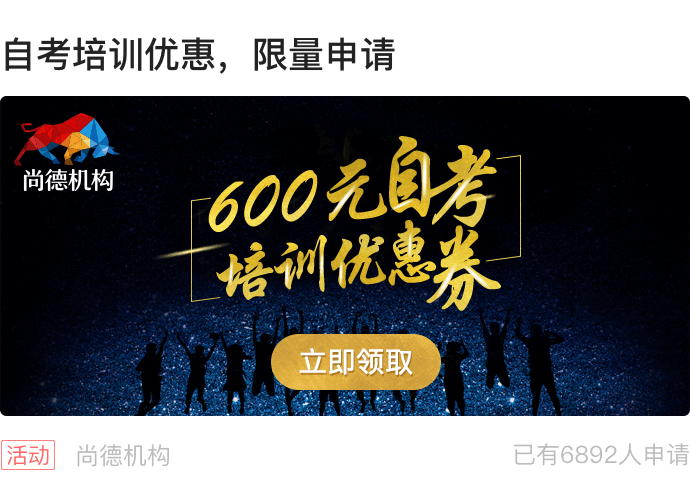 自考培训优惠，限量申请
尚德机构
600元自考
培训优惠券
立即领取
活动 尚德机构 已有6892人申请